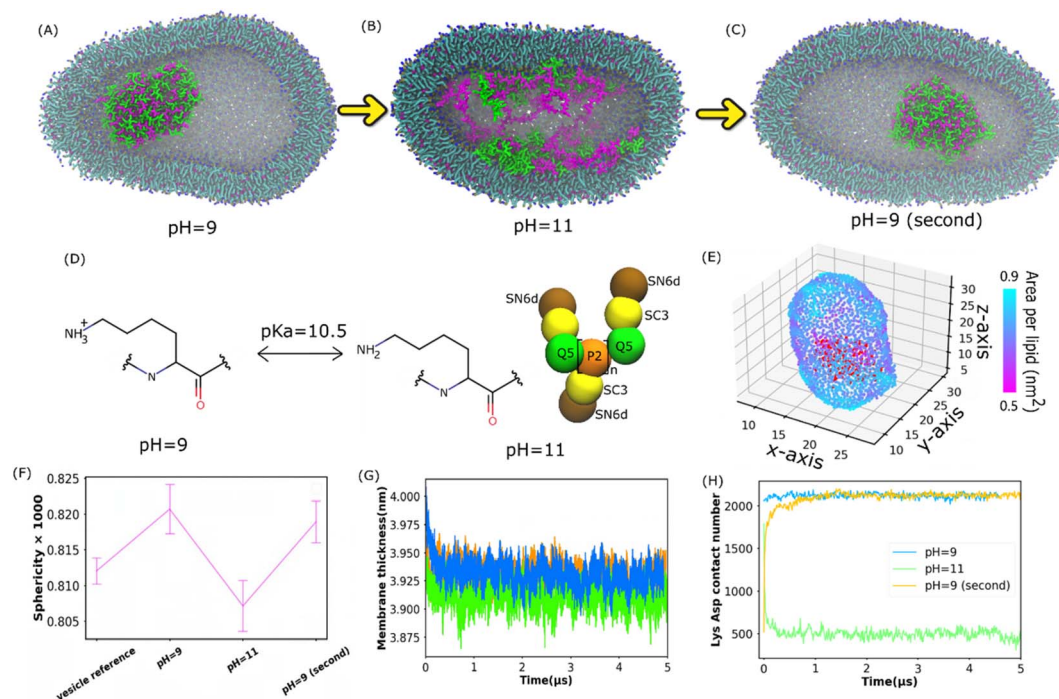 (A)
(B)
(C)
pH=9
pH=11
pH=9 (second)
(D)
NH3+
N
O
pH=9
pKa=10.5
NH2
N
O
pH=11
SN6d
SN6d
SC3
Q5
P2
Q5
n
SC3
SN6d
(E)
30
25
20
15
10
5
z-axis
30
25
20
15
10
y-axis
10
15
20
25
x-axis
0.9
0.5
Area per lipid (nm2)
(F)
0.825
0.820
0.815
0.810
0.805
Sphericity × 1000
vesicle reference
pH=9
pH=11
pH=9 (second)
(G)
4.000
3.975
3.950
3.925
3.900
3.875
Membrane thickness(nm)
0 1 2 3 4 5
Time(μs)
(H)
2000
1500
1000
500
Lys Asp contact number
pH=9
pH=11
pH=9 (second)
0 1 2 3 4 5
Time(μs)